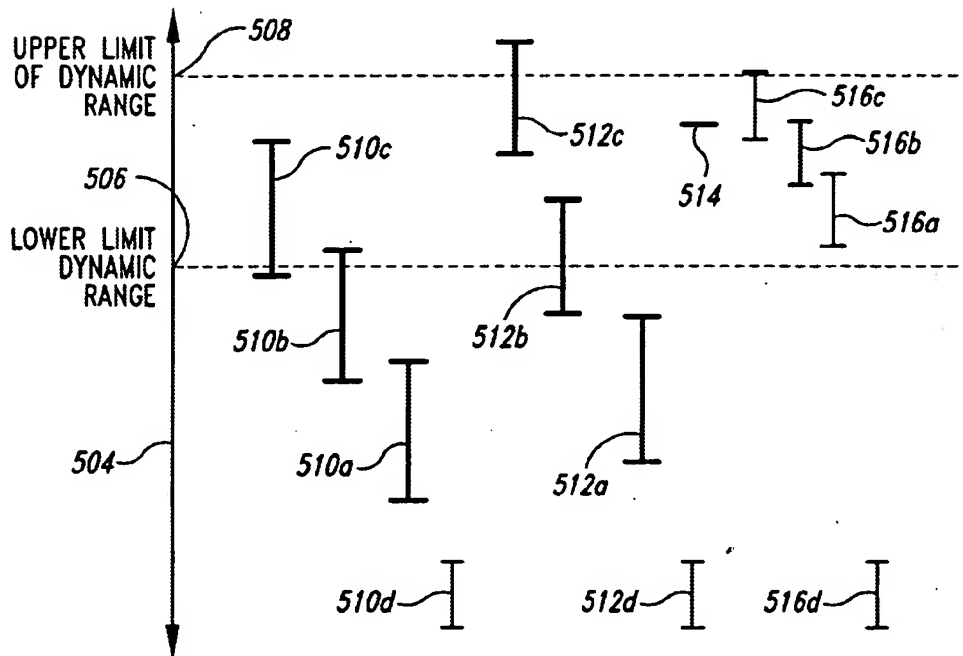 508
UPPER LIMIT
OF DYNAMIC
RANGE
516c
512c
510c
516b
514
506
516a
LOWER LIMIT
DYNAMIC
RANGE
510b
512b
504
510a
512a
510d
512d
516d